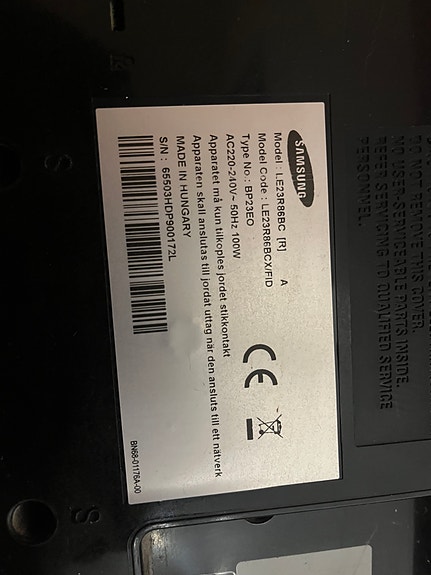 DO NOT REMOVE THIS COVER.
NO USER-SERVICEABLE PARTS INSIDE.
REFER SERVICING TO QUALIFIED SERVICE
PERSONNEL.
SAMSUNG
Model : LE23R86BC [R] A
Model Code : LE23R86BCX/FID
Type No : BP23EO
AC220-240V~ 50Hz 100W
Apparatet må kun tilkoples jordet stikkontakt
Apparaten skall anslutas till jordat uttag när den ansluts till ett nätverk
MADE IN HUNGARY
S/N : 65503HDP900172L
CE
BN68-01176A-00
S